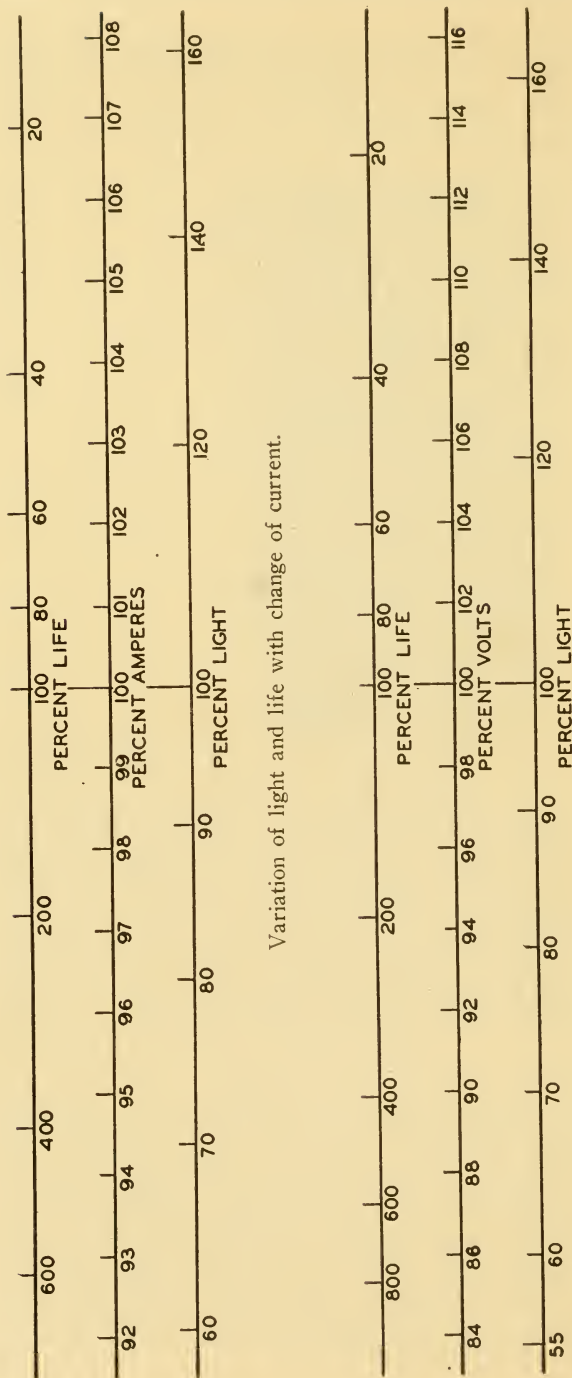 600 400 200 100 80 60 40 20
PERCENT LIFE
92 93 94 95 96 97 98 99 100 101 102 103 104 105 106 107 108
PERCENT AMPERES
60 70 80 90 100 120 140 160
PERCENT LIGHT
Variation of light and life with change of current.
800 600 400 200 100 80 60 40 20
PERCENT LIFE
84 86 88 90 92 94 96 98 100 102 104 106 108 110 112 114 116
PERCENT VOLTS
55 60 70 80 90 100 120 140 160
PERCENT LIGHT